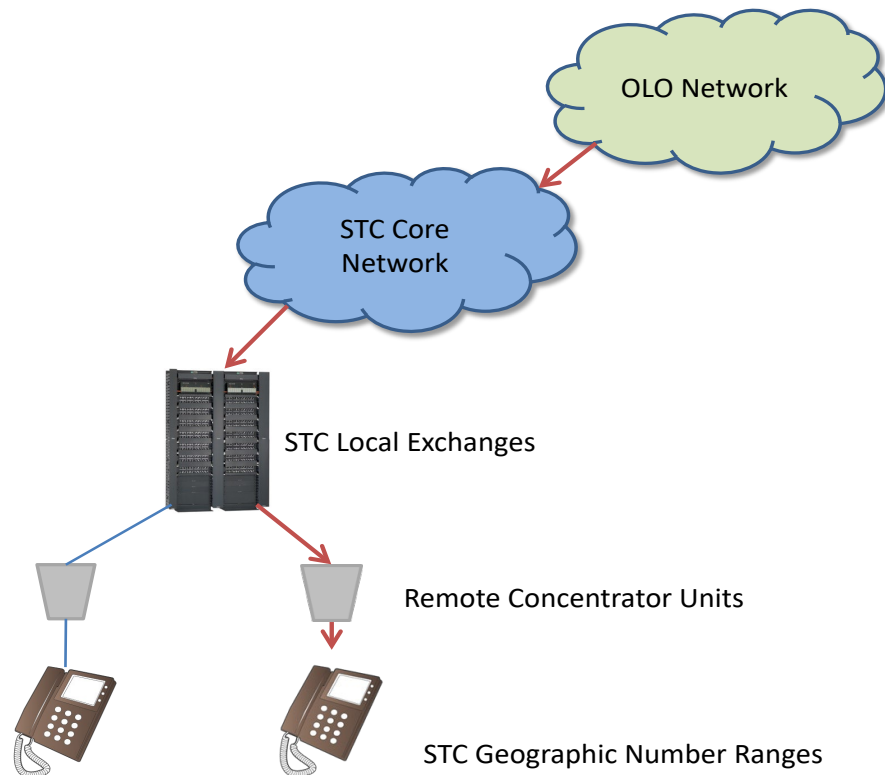 OLO Network
STC Core
Network
STC Local Exchanges
Remote Concentrator Units
STC Geographic Number Ranges